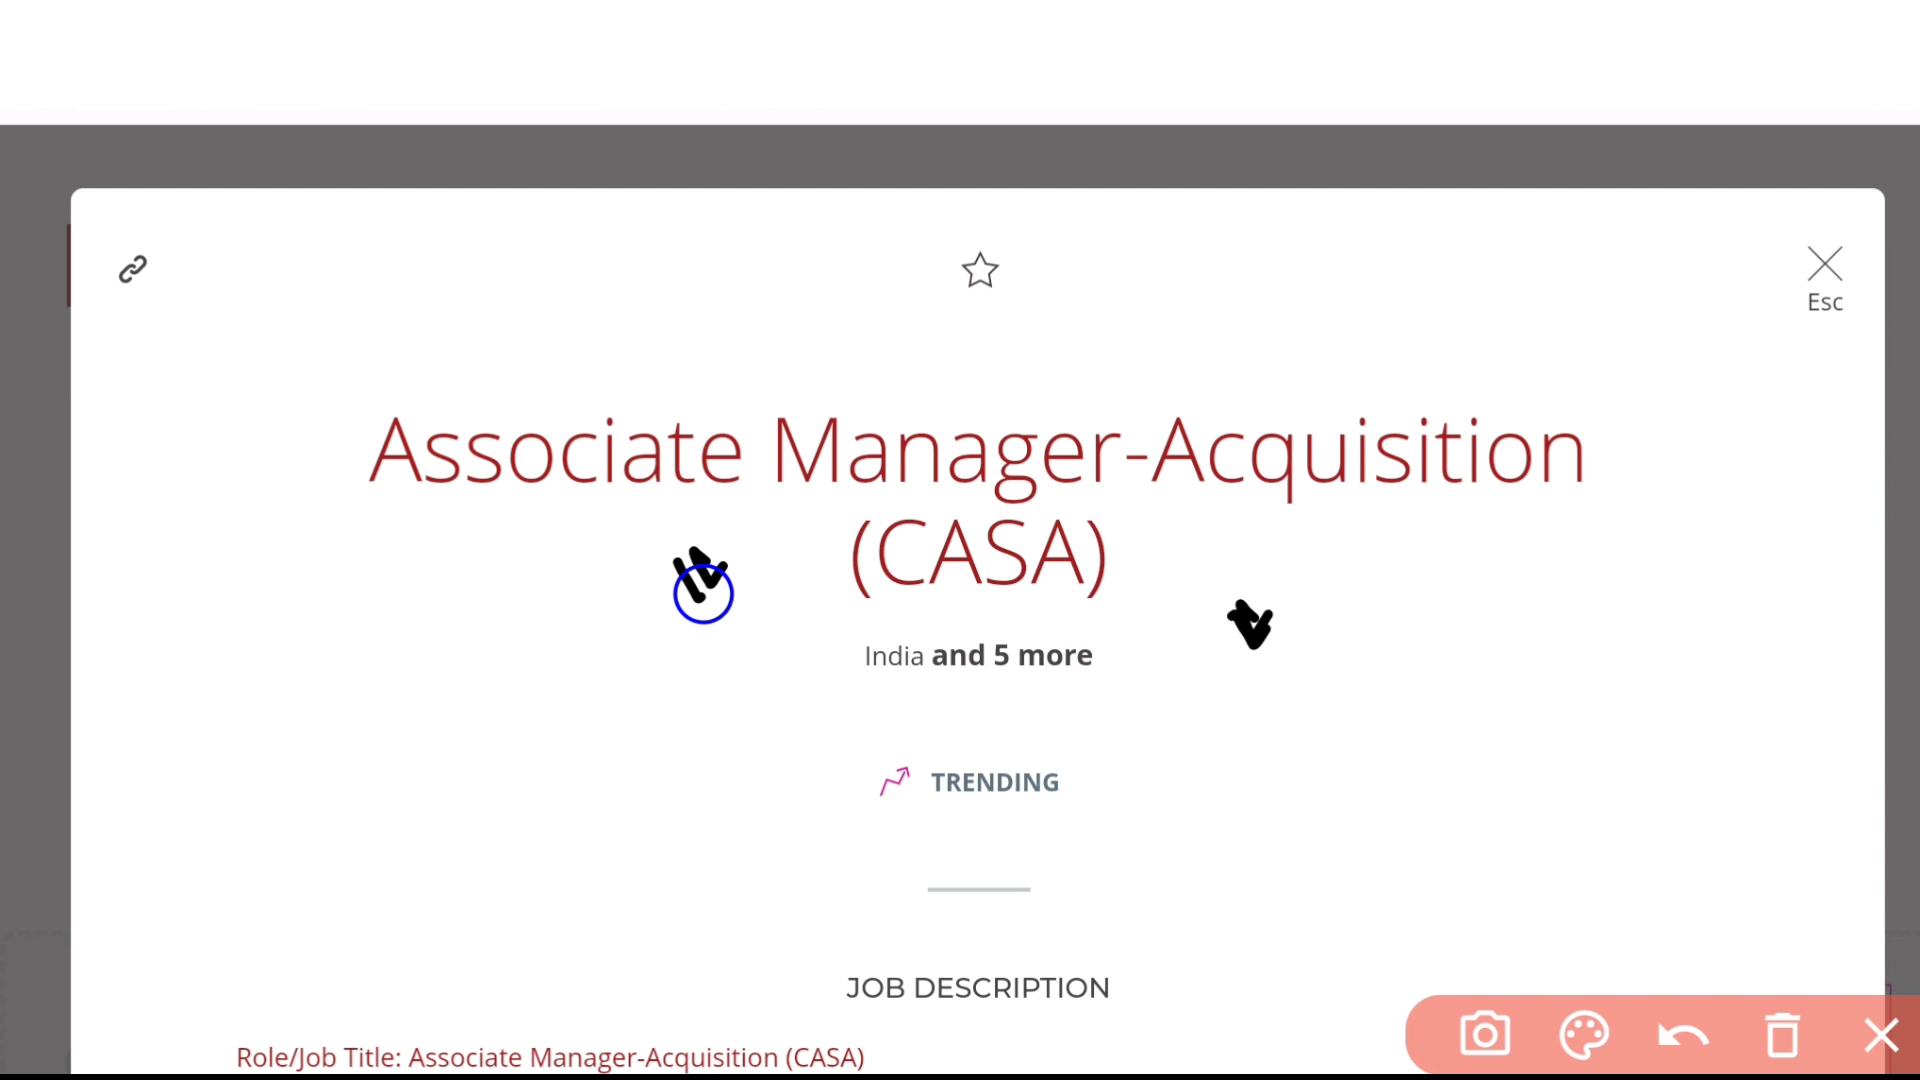 Esc
Associate Manager-Acquisition
(CASA)
India and 5 more
TRENDING
JOB DESCRIPTION
Role/Job Title: Associate Manager-Acquisition (CASA)